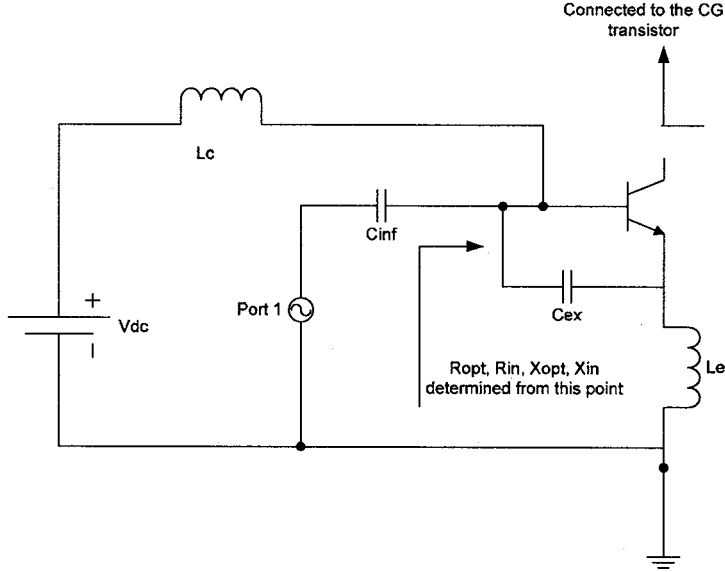 Connected to the CG
transistor
Lc
Cinf
Port 1
+
Vdc
Cex
Le
Ropt, Rin, Xopt, Xin
determined from this point